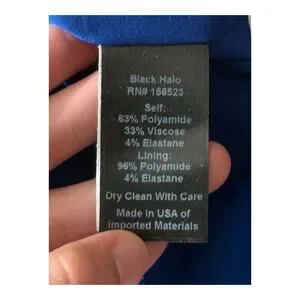 Black Halo
RN# 156523
Self:
63% Polyamide
33% Viscose
4% Elastane
Lining:
96% Polyamide
4% Elastane
Dry Clean With Care
Made in USA of
Imported Materials